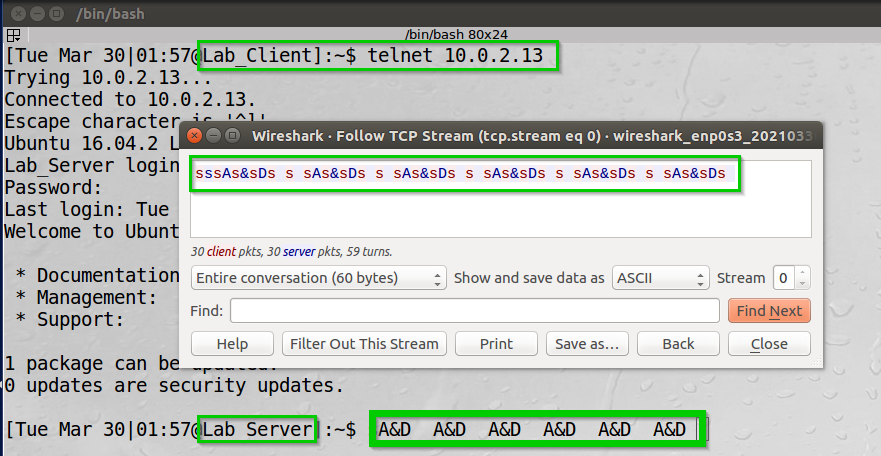 /bin/bash
/bin/bash 80x24
[Tue Mar 30|01:57@Lab_Client]:~$ telnet 10.0.2.13
Trying 10.0.2.13...
Connected to 10.0.2.13.
Escape character is '^]'
Ubuntu 16.04.2 L
Lab_Server login
Password:
Last login: Tue
Welcome to Ubunt
* Documentation
* Management:
* Support:
1 package can be updated.
0 updates are security updates.
[Tue Mar 30|01:57@Lab Server]:~$ A&D A&D A&D A&D A&D A&D
Wireshark · Follow TCP Stream (tcp.stream eq 0) · wireshark_enp0s3_2021033
sssAs&sDs s sAs&sDs s sAs&sDs s sAs&sDs s sAs&sDs s sAs&sDs
30 client pkts, 30 server pkts, 59 turns.
Entire conversation (60 bytes) Show and save data as ASCII Stream 0
Find: Find Next
Help Filter Out This Stream Print Save as... Back Close